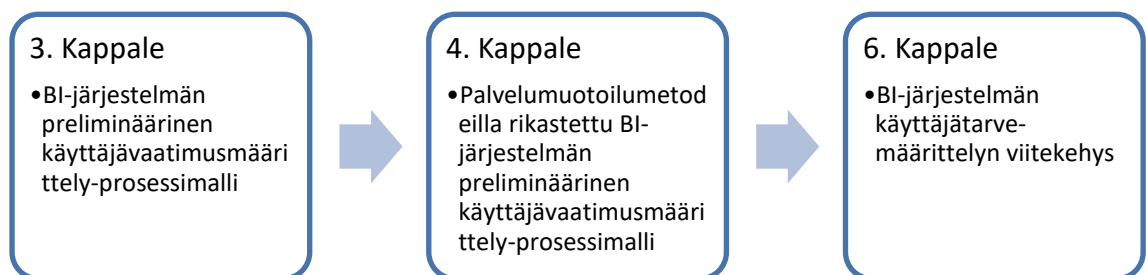 3. Kappale
•BI-järjestelmän
preliminäärinen
käyttäjävaatimusmääri
ttely-prosessimalli
4. Kappale
•Palvelumuotoilumetod
eilla rikastettu BI-
järjestelmän
preliminäärinen
käyttäjävaatimusmääri
ttely-prosessimalli
6. Kappale
•BI-järjestelmän
käyttäjätarve-
määrittelyn viitekehys